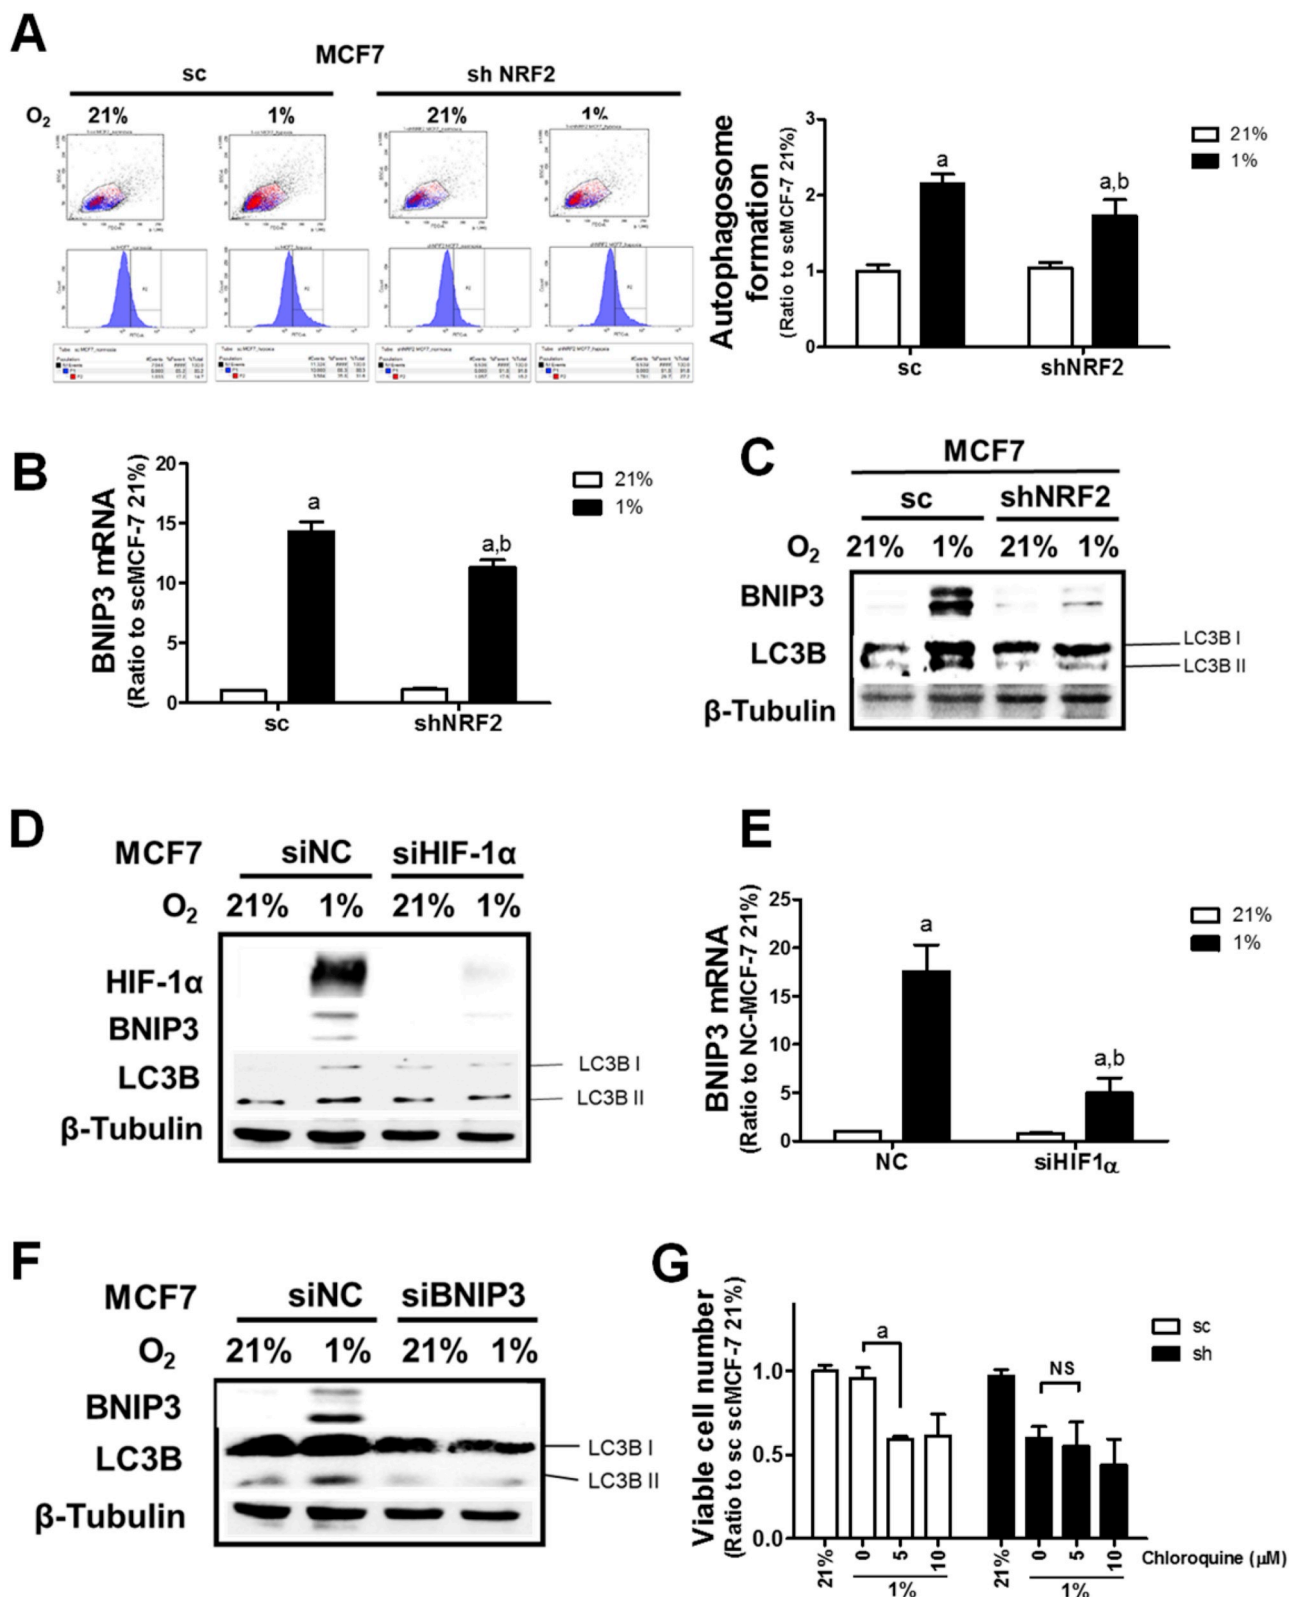 A
MCF7
sc
sh NRF2
O2 21% 1% 21% 1%
Autophagosome
formation
(Ratio to scMCF-7 21%)
3
2
1
0
a
a,b
sc
shNRF2
21%
1%
B
BNIP3 mRNA
(Ratio to scMCF-7 21%)
20
15
10
5
0
a
a,b
sc
shNRF2
21%
1%
C
MCF7
sc
shNRF2
O2 21% 1% 21% 1%
BNIP3
LC3B
LC3B I
LC3B II
β-Tubulin
D
MCF7 siNC siHIF-1α
O2 21% 1% 21% 1%
HIF-1α
BNIP3
LC3B
LC3B I
LC3B II
β-Tubulin
E
BNIP3 mRNA
(Ratio to NC-MCF-7 21%)
25
20
15
10
5
0
a
a,b
NC
siHIF1α
21%
1%
F
MCF7 siNC siBNIP3
O2 21% 1% 21% 1%
BNIP3
LC3B
LC3B I
LC3B II
β-Tubulin
G
Viable cell number
(Ratio to sc scMCF-7 21%)
1.0
0.5
0.0
a
NS
sc
sh
21% 0 5 10 21% 0 5 10 Chloroquine (μM)
1% 1%